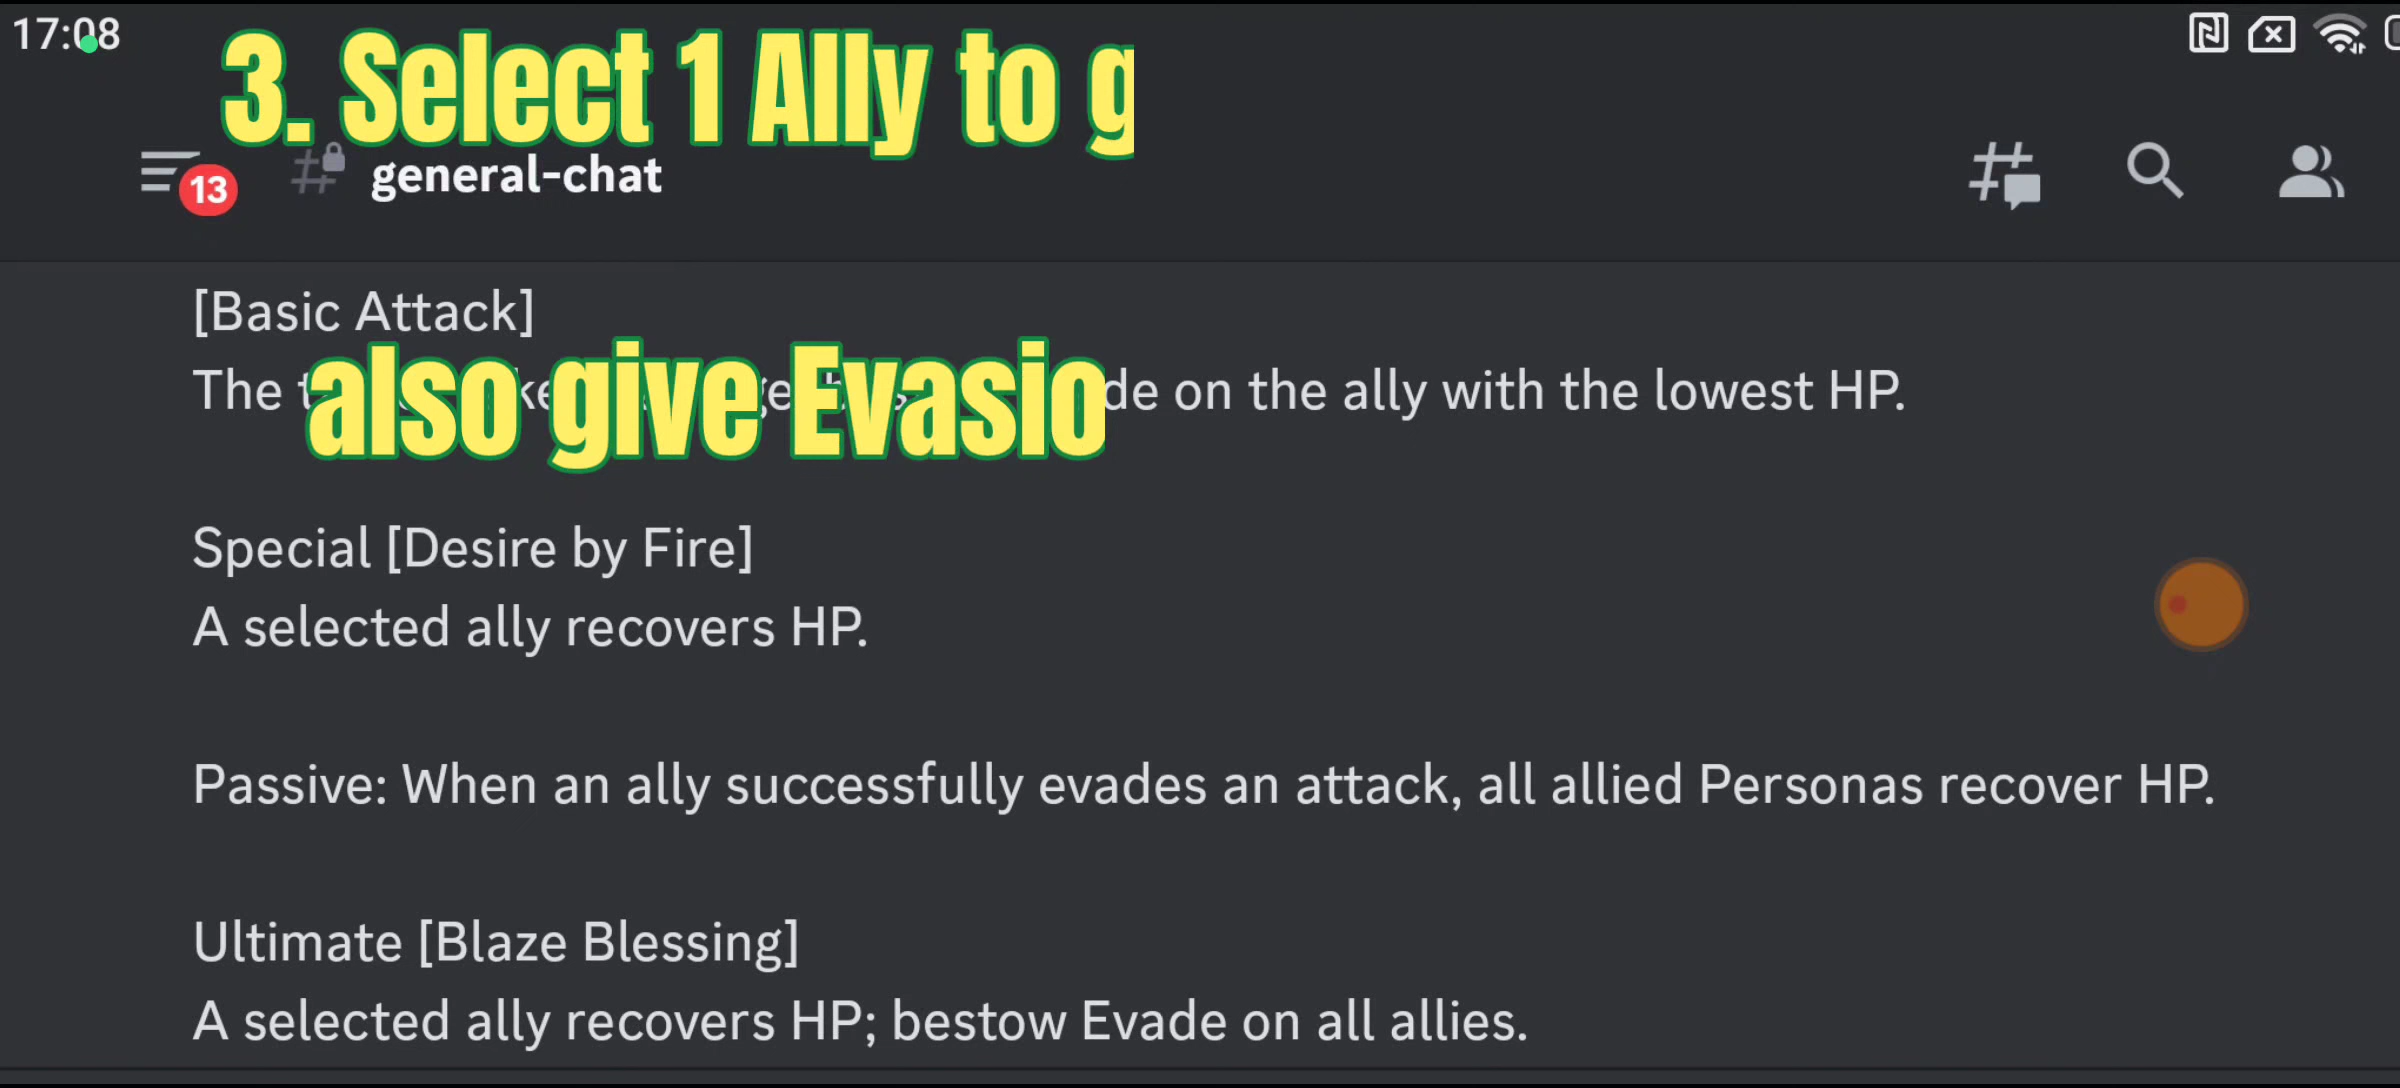 17:08
3. Select 1 Ally to g
13
general-chat
[Basic Attack]
The on the ally with the lowest HP.
also give Evasio
Special [Desire by Fire]
A selected ally recovers HP.
Passive: When an ally successfully evades an attack, all allied Personas recover HP.
Ultimate [Blaze Blessing]
A selected ally recovers HP; bestow Evade on all allies.